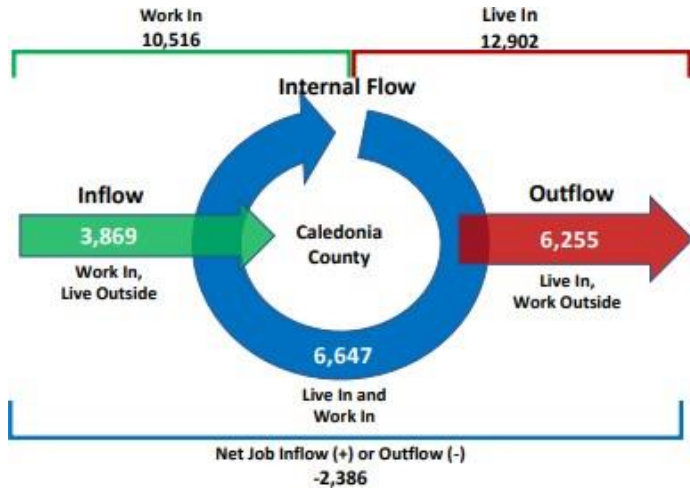 Work In
10,516
Live In
12,902
Internal Flow
Inflow
3,869
Work In,
Live Outside
Caledonia
County
Outflow
6,255
Live In,
Work Outside
6,647
Live In and
Work In
Net Job Inflow (+) or Outflow (-)
-2,386